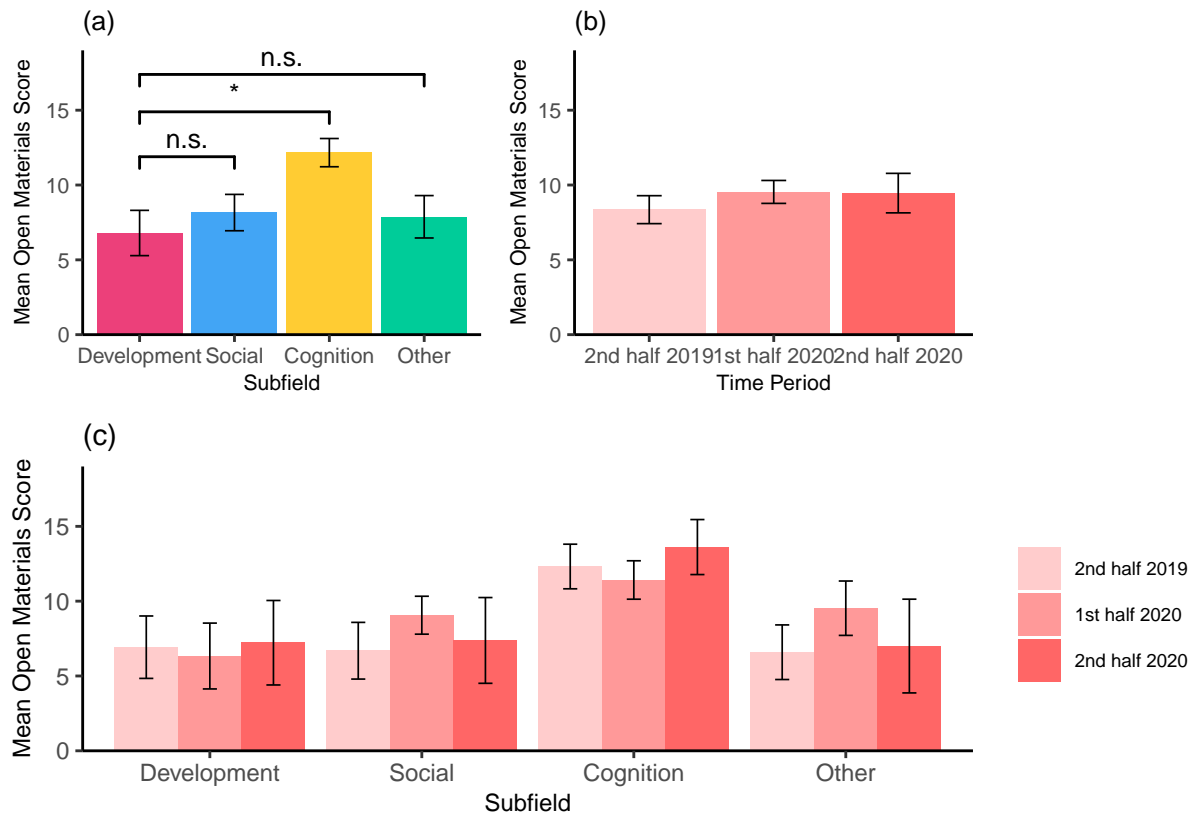 (a)
n.s.
*
n.s.
Mean Open Materials Score
15
10
5
0
Development Social Cognition Other
Subfield
(b)
Mean Open Materials Score
15
10
5
0
2nd half 2019 1st half 2020 2nd half 2020
Time Period
(c)
Mean Open Materials Score
15
10
5
0
Development Social Cognition Other
Subfield
2nd half 2019
1st half 2020
2nd half 2020